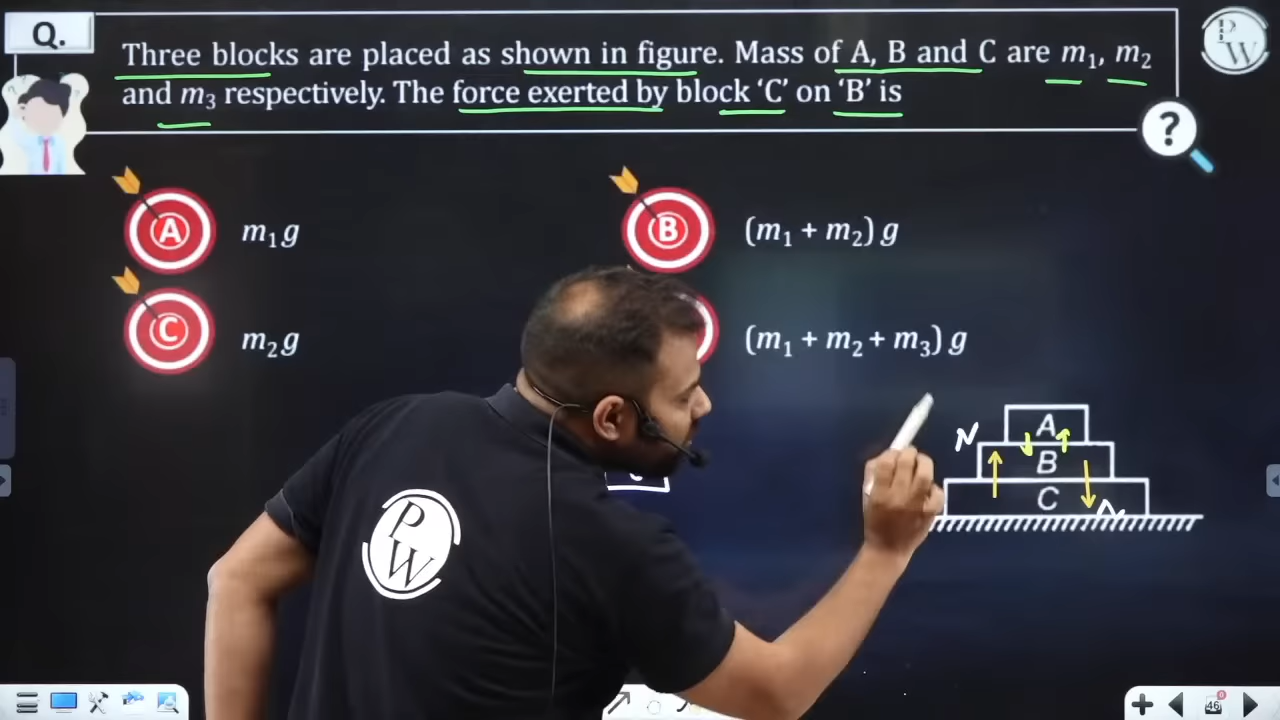 Q.
Three blocks are placed as shown in figure. Mass of A, B and C are m₁, m₂
and m₃ respectively. The force exerted by block ‘C’ on ‘B’ is
P
W
?
A m₁g
B (m₁ + m₂) g
C m₂g
(m₁ + m₂ + m₃) g
A
N
B
C
P
W
46